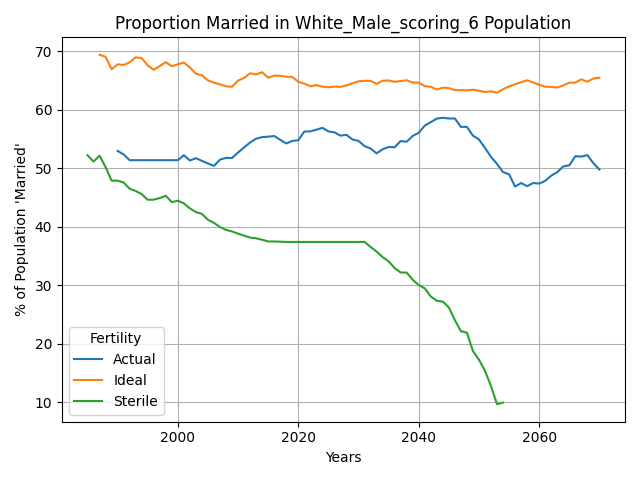 Proportion Married in White_Male_scoring_6 Population
% of Population 'Married'
70
60
50
40
30
20
10
Fertility
Actual
Ideal
Sterile
2000
2020
2040
2060
Years